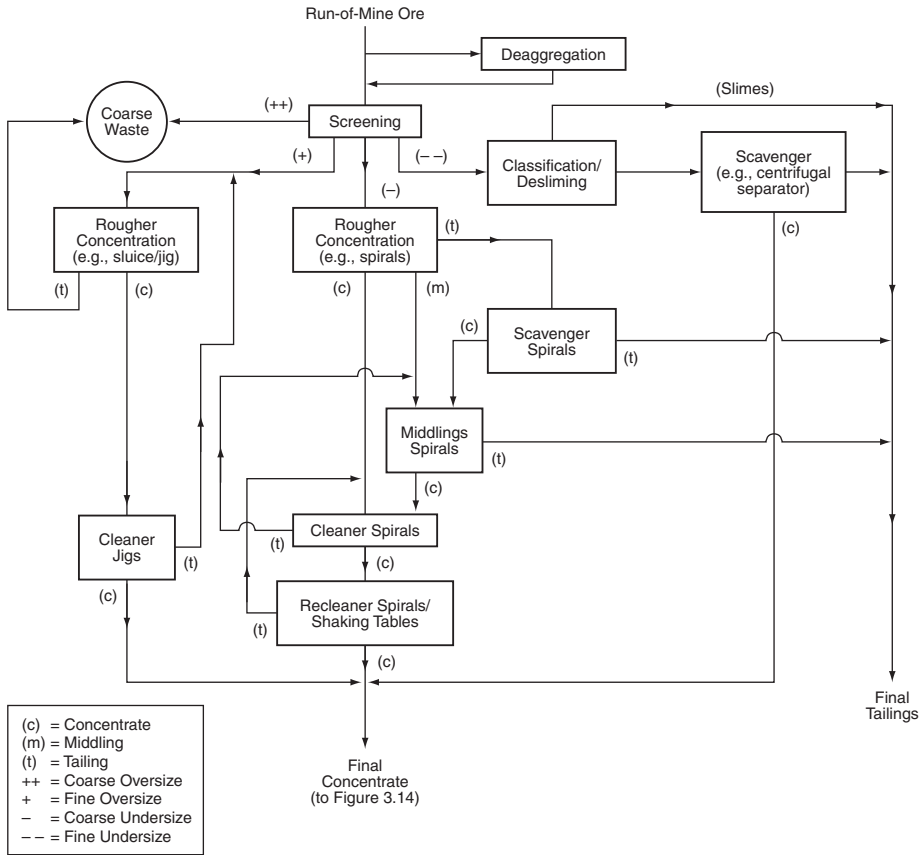 Run-of-Mine Ore
Deaggregation
(Slimes)
Coarse
Waste
(++)
Screening
(+)
(– –)
(–)
Classification/
Desliming
Scavenger
(e.g., centrifugal
separator)
(c)
Rougher
Concentration
(e.g., sluice/jig)
(t)
(c)
Rougher
Concentration
(e.g., spirals)
(t)
(c)
(m)
(c)
Scavenger
Spirals
(t)
Middlings
Spirals
(t)
(c)
Cleaner
Jigs
(t)
(c)
Cleaner Spirals
(t)
(c)
Recleaner Spirals/
Shaking Tables
(t)
(c)
Final
Tailings
Final
Concentrate
(to Figure 3.14)
(c) = Concentrate
(m) = Middling
(t) = Tailing
++ = Coarse Oversize
+ = Fine Oversize
– = Coarse Undersize
– – = Fine Undersize